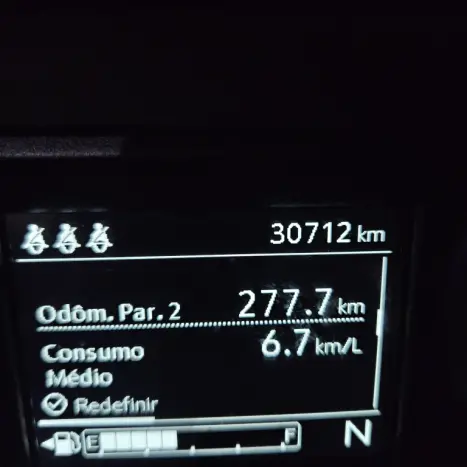 30712 km
Odôm. Par. 2 277.7 km
Consumo 6.7 km/L
Médio
Redefinir
E F N